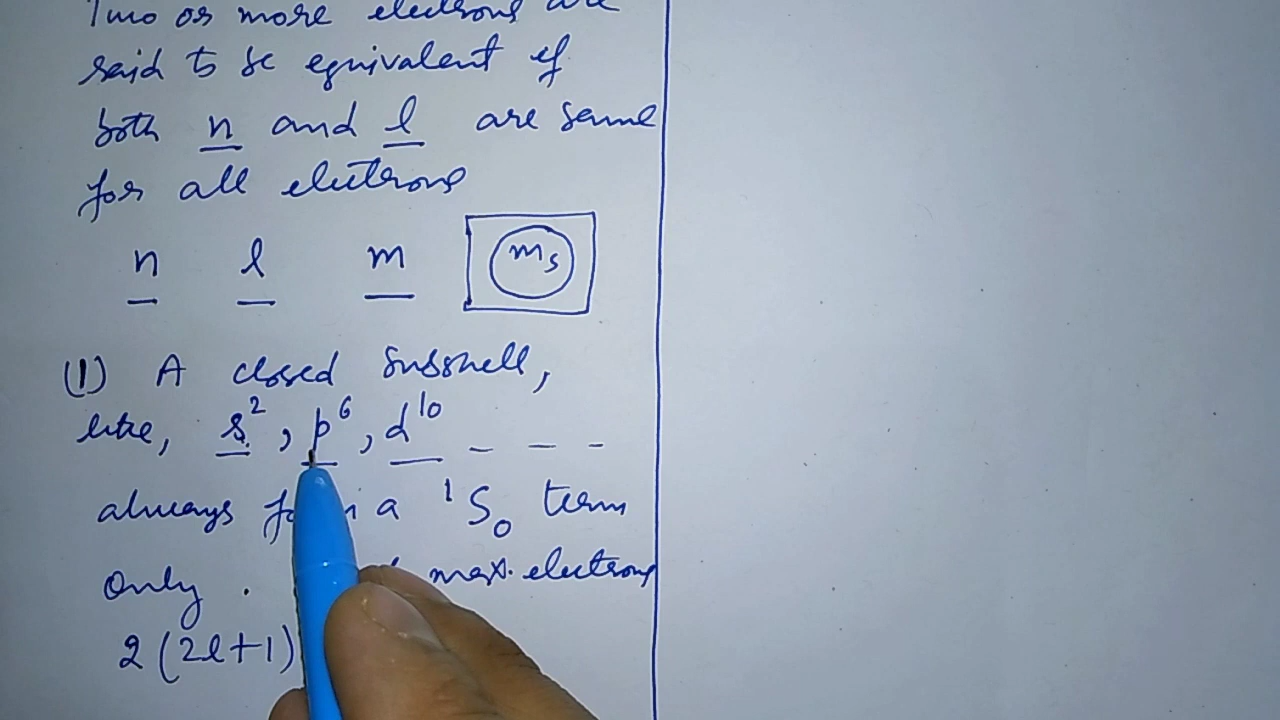 Two or more electrons are
said to be equivalent if
both n and l are same
for all electrons
n l m ms
(1) A closed subshell,
like, s², p⁶, d¹⁰ _ _ _
always a ¹S₀ term
only. max. electrons
2(2l+1)